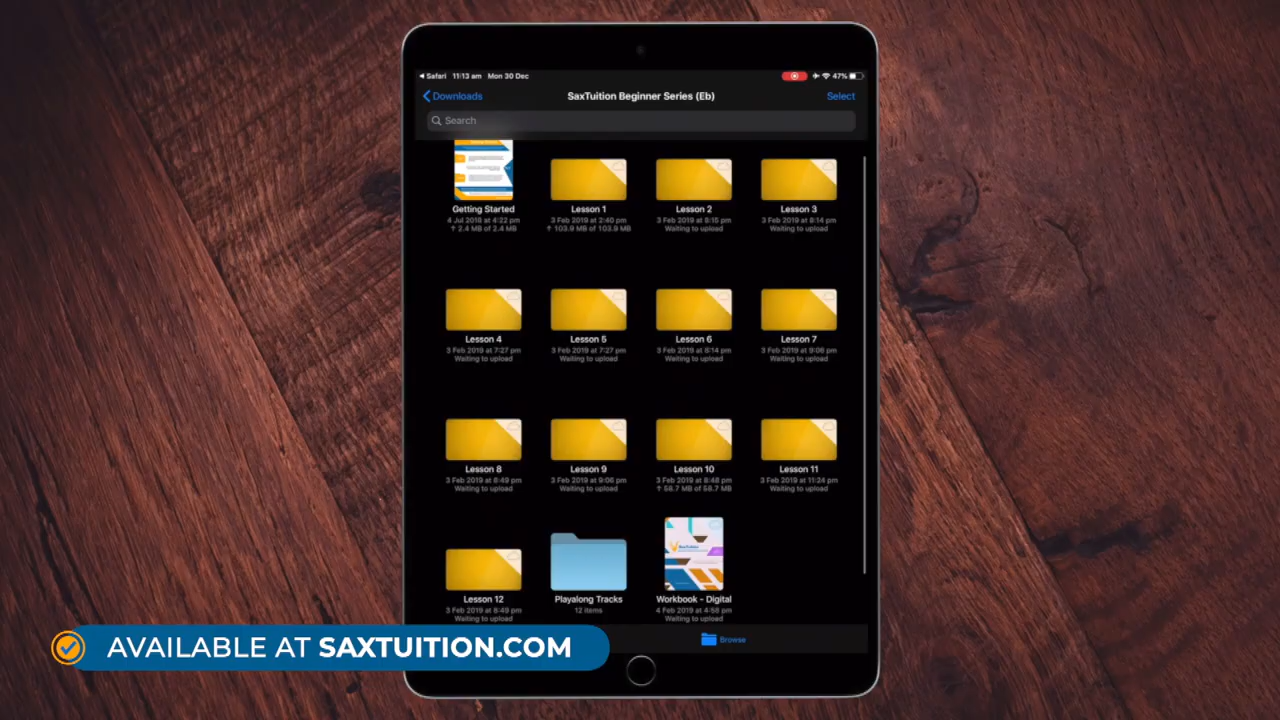 Safari 11:13 am Mon 30 Dec 47%
Downloads SaxTuition Beginner Series (Eb) Select
Search
Getting Started Lesson 1 Lesson 2 Lesson 3
4 Jul 2018 at 4:22 pm 3 Feb 2019 at 2:40 pm 3 Feb 2019 at 8:15 pm 3 Feb 2019 at 8:14 pm
↑ 2.4 MB of 2.4 MB ↑ 103.9 MB of 103.9 MB Waiting to upload Waiting to upload
Lesson 4 Lesson 5 Lesson 6 Lesson 7
3 Feb 2019 at 7:27 pm 3 Feb 2019 at 7:27 pm 3 Feb 2019 at 8:14 pm 3 Feb 2019 at 9:06 pm
Waiting to upload Waiting to upload Waiting to upload Waiting to upload
Lesson 8 Lesson 9 Lesson 10 Lesson 11
3 Feb 2019 at 8:49 pm 3 Feb 2019 at 9:06 pm 3 Feb 2019 at 8:48 pm 3 Feb 2019 at 11:24 pm
Waiting to upload Waiting to upload ↑ 58.7 MB of 58.7 MB Waiting to upload
Lesson 12 Playalong Tracks Workbook - Digital
3 Feb 2019 at 8:49 pm 12 items 4 Feb 2019 at 4:58 pm
Waiting to upload Waiting to upload
Browse
AVAILABLE AT SAXTUITION.COM